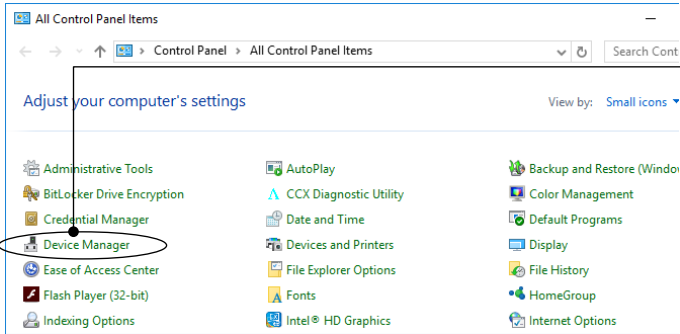 All Control Panel Items
Control Panel > All Control Panel Items
Search Cont
Adjust your computer's settings
View by: Small icons
Administrative Tools
AutoPlay
Backup and Restore (Window
BitLocker Drive Encryption
CCX Diagnostic Utility
Color Management
Credential Manager
Date and Time
Default Programs
Device Manager
Devices and Printers
Display
Ease of Access Center
File Explorer Options
File History
Flash Player (32-bit)
Fonts
HomeGroup
Indexing Options
Intel® HD Graphics
Internet Options